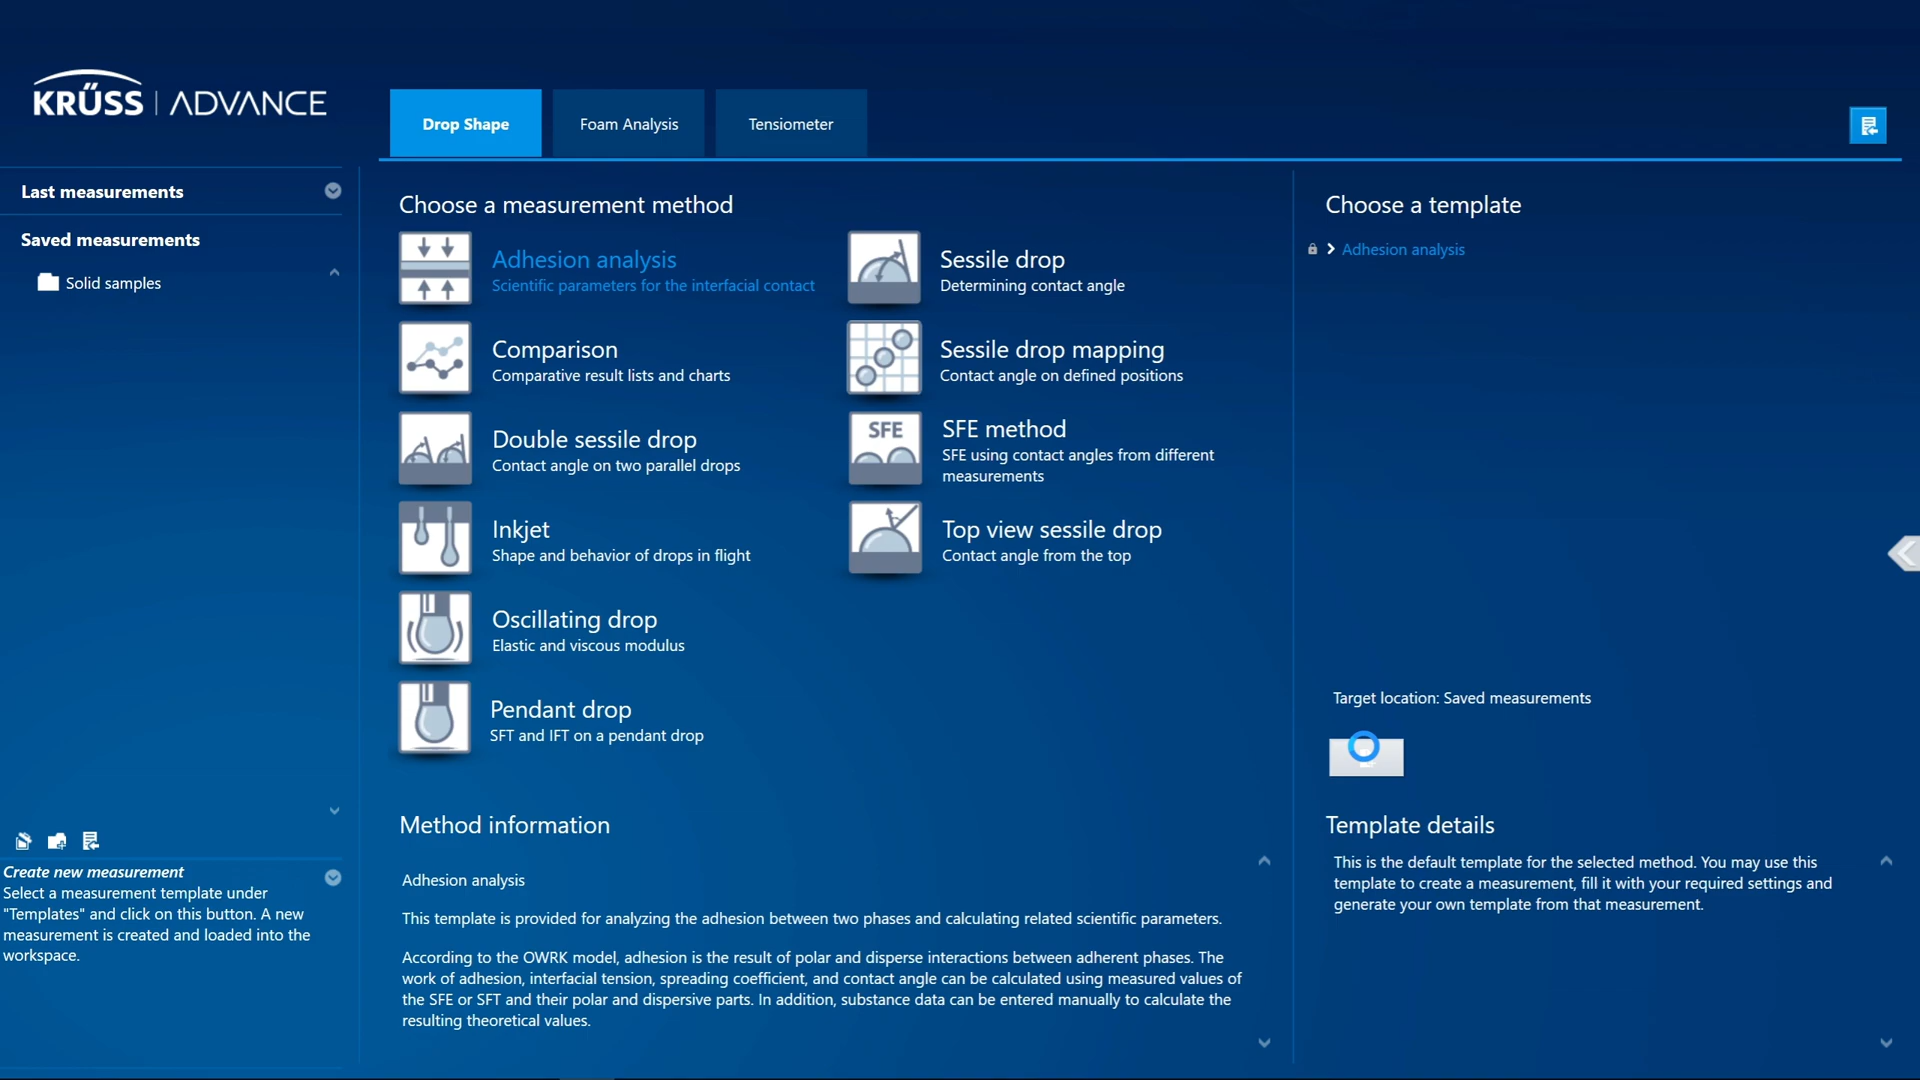 KRÜSS | ADVANCE
Drop Shape
Foam Analysis
Tensiometer
Last measurements
Saved measurements
Solid samples
Choose a measurement method
Adhesion analysis
Scientific parameters for the interfacial contact
Comparison
Comparative result lists and charts
Double sessile drop
Contact angle on two parallel drops
Inkjet
Shape and behavior of drops in flight
Oscillating drop
Elastic and viscous modulus
Pendant drop
SFT and IFT on a pendant drop
Sessile drop
Determining contact angle
Sessile drop mapping
Contact angle on defined positions
SFE
SFE method
SFE using contact angles from different
measurements
Top view sessile drop
Contact angle from the top
Choose a template
Adhesion analysis
Target location: Saved measurements
Create new measurement
Select a measurement template under
"Templates" and click on this button. A new
measurement is created and loaded into the
workspace.
Method information
Adhesion analysis
This template is provided for analyzing the adhesion between two phases and calculating related scientific parameters.
According to the OWRK model, adhesion is the result of polar and disperse interactions between adherent phases. The
work of adhesion, interfacial tension, spreading coefficient, and contact angle can be calculated using measured values of
the SFE or SFT and their polar and dispersive parts. In addition, substance data can be entered manually to calculate the
resulting theoretical values.
Template details
This is the default template for the selected method. You may use this
template to create a measurement, fill it with your required settings and
generate your own template from that measurement.